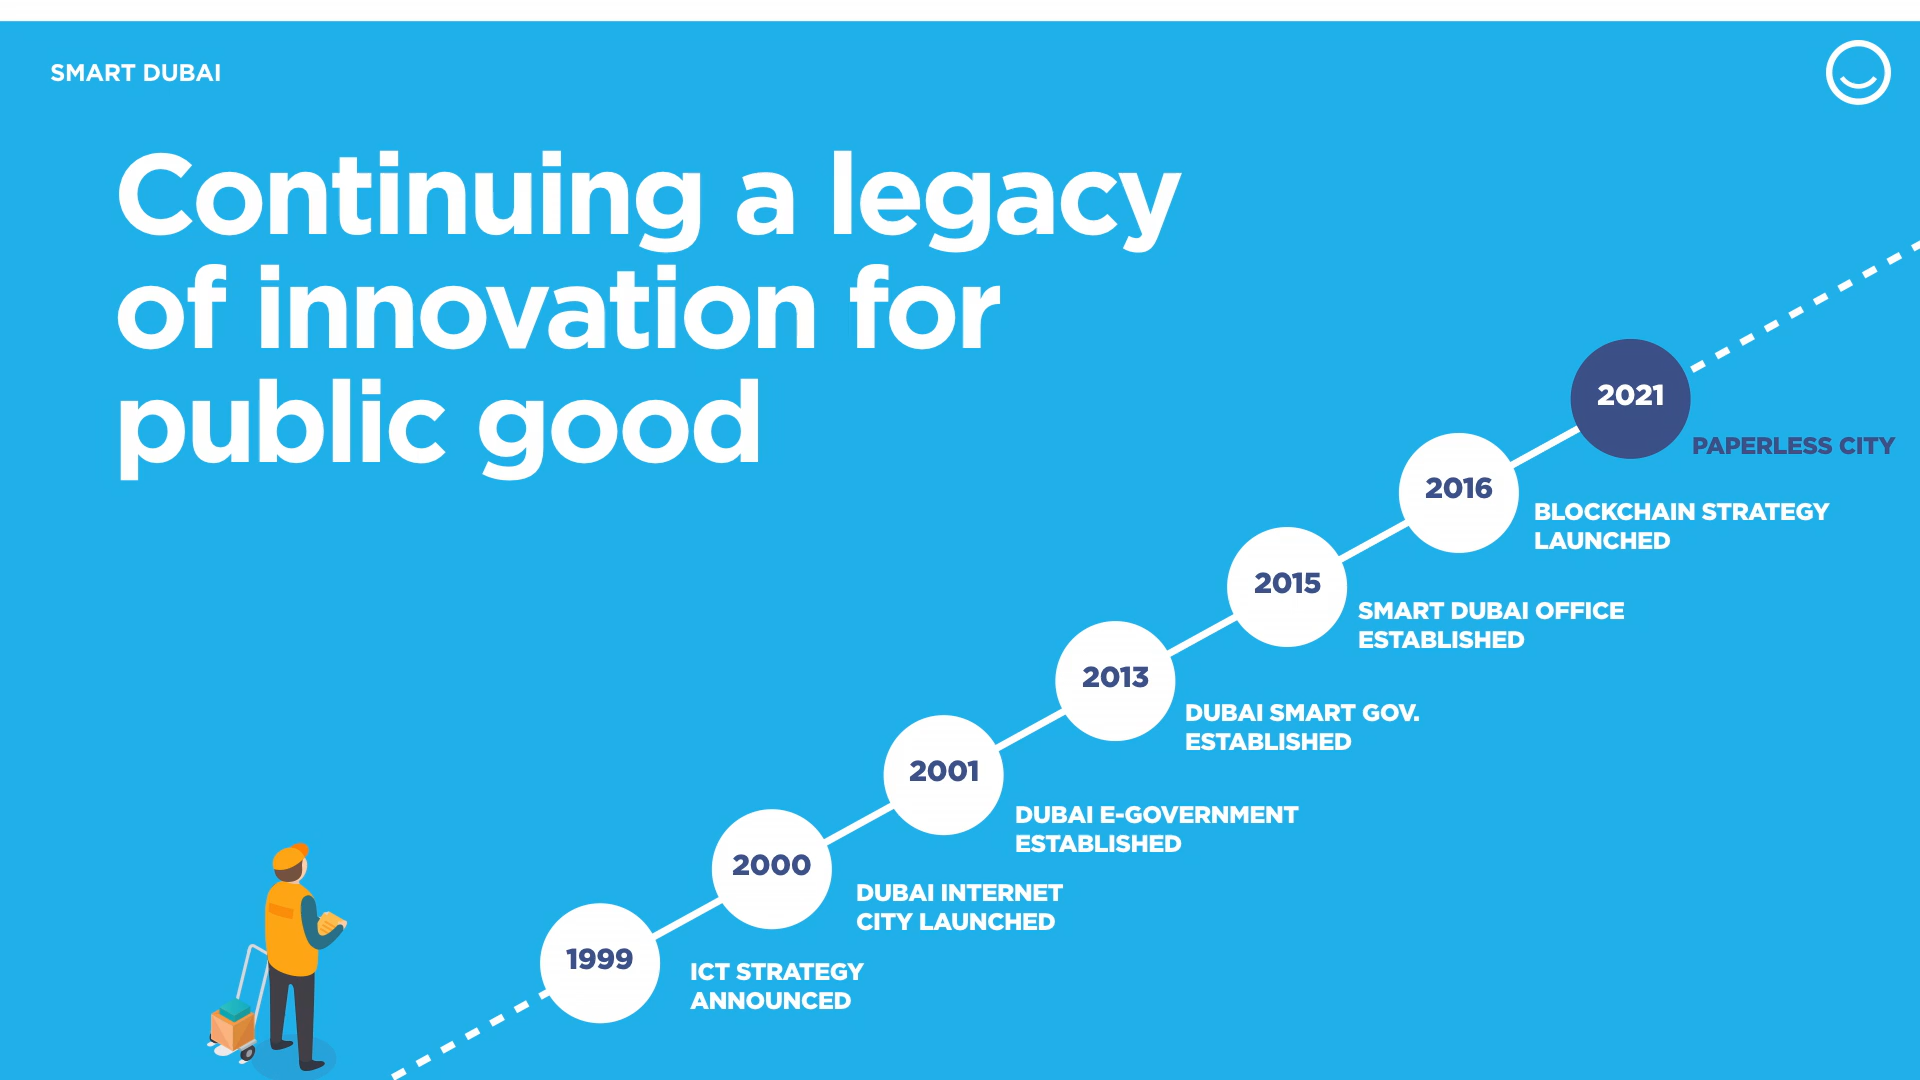 SMART DUBAI
Continuing a legacy
of innovation for
public good
2021
PAPERLESS CITY
2016
BLOCKCHAIN STRATEGY
LAUNCHED
2015
SMART DUBAI OFFICE
ESTABLISHED
2013
DUBAI SMART GOV.
ESTABLISHED
2001
DUBAI E-GOVERNMENT
ESTABLISHED
2000
DUBAI INTERNET
CITY LAUNCHED
1999
ICT STRATEGY
ANNOUNCED